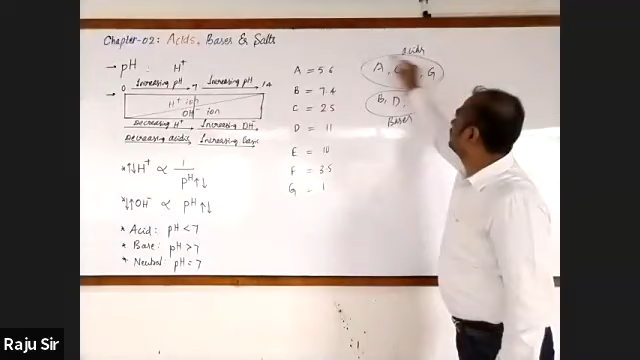 Chapter-02: Acids, Bases & Salts
→ pH : H⁺
→ 0 Increasing pH 7 Increasing pH 14
H⁺ ion
OH⁻ ion
Decreasing H⁺ Increasing OH⁻
Decreasing acidic Increasing Basic
*↑↓H⁺ ∝ 1/pH↑↓
*↓↑OH⁻ ∝ pH↑↓
* Acid: pH < 7
* Base: pH > 7
* Neutral: pH = 7
A = 5.6
B = 7.4
C = 2.5
D = 11
E = 10
F = 3.5
G = 1
Acids
A, C, G
B, D,
Bases
Raju Sir